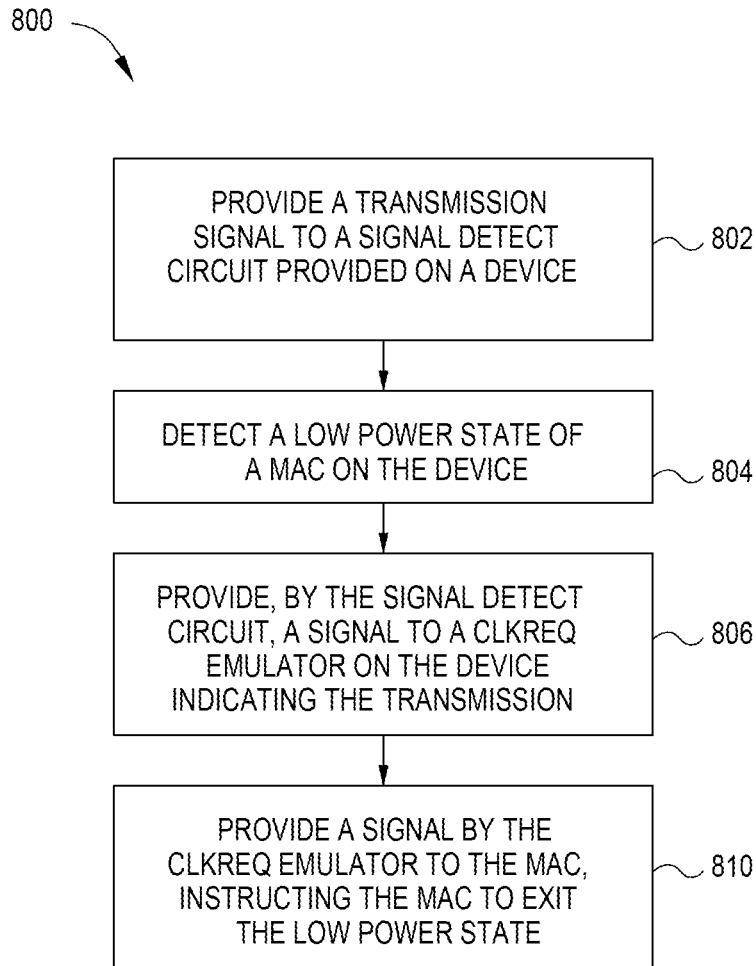 800
PROVIDE A TRANSMISSION
SIGNAL TO A SIGNAL DETECT
CIRCUIT PROVIDED ON A DEVICE
802
DETECT A LOW POWER STATE OF
A MAC ON THE DEVICE
804
PROVIDE, BY THE SIGNAL DETECT
CIRCUIT, A SIGNAL TO A CLKREQ
EMULATOR ON THE DEVICE
INDICATING THE TRANSMISSION
806
PROVIDE A SIGNAL BY THE
CLKREQ EMULATOR TO THE MAC,
INSTRUCTING THE MAC TO EXIT
THE LOW POWER STATE
810